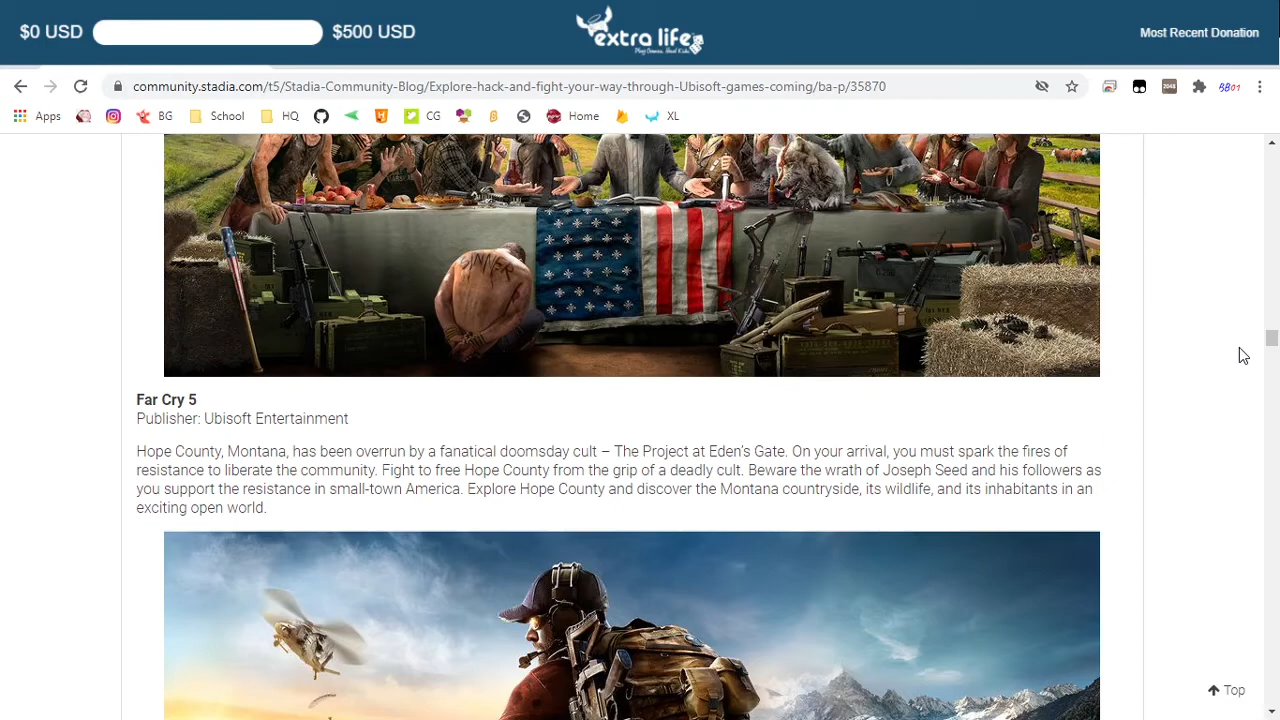 $0 USD
$500 USD
extra life
Play Games. Heal Kids.
Most Recent Donation
community.stadia.com/t5/Stadia-Community-Blog/Explore-hack-and-fight-your-way-through-Ubisoft-games-coming/ba-p/35870
Apps
BG
School
HQ
CG
Home
XL
SINNER
Far Cry 5
Publisher: Ubisoft Entertainment
Hope County, Montana, has been overrun by a fanatical doomsday cult – The Project at Eden's Gate. On your arrival, you must spark the fires of
resistance to liberate the community. Fight to free Hope County from the grip of a deadly cult. Beware the wrath of Joseph Seed and his followers as
you support the resistance in small-town America. Explore Hope County and discover the Montana countryside, its wildlife, and its inhabitants in an
exciting open world.
Top